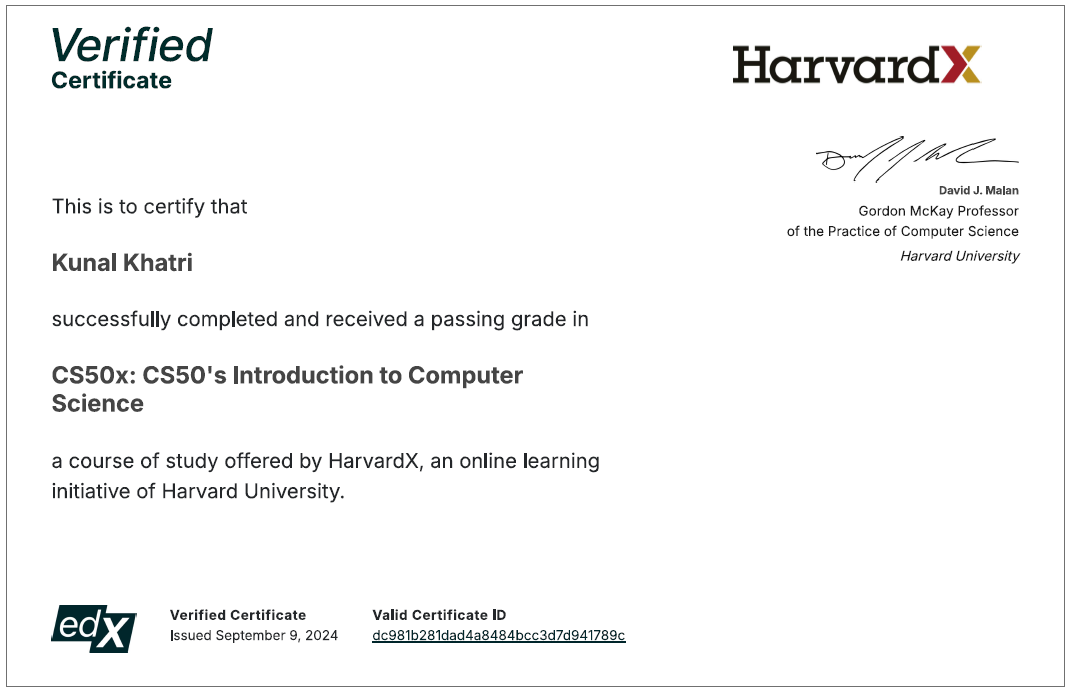 Verified
Certificate
HarvardX
David J. Malan
Gordon McKay Professor
of the Practice of Computer Science
Harvard University
This is to certify that
Kunal Khatri
successfully completed and received a passing grade in
CS50x: CS50's Introduction to Computer
Science
a course of study offered by HarvardX, an online learning
initiative of Harvard University.
edX
Verified Certificate
Issued September 9, 2024
Valid Certificate ID
dc981b281dad4a8484bcc3d7d941789c